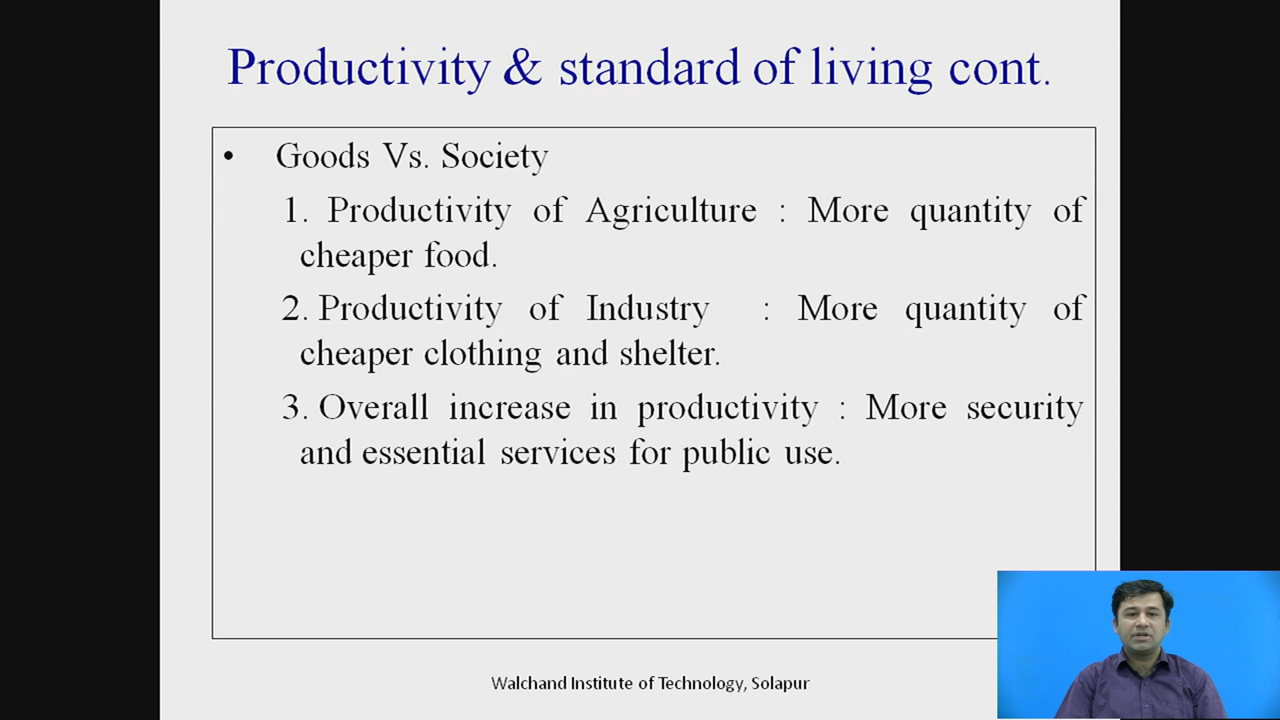 Productivity & standard of living cont.
• Goods Vs. Society
1. Productivity of Agriculture : More quantity of
cheaper food.
2. Productivity of Industry : More quantity of
cheaper clothing and shelter.
3. Overall increase in productivity : More security
and essential services for public use.
Walchand Institute of Technology, Solapur